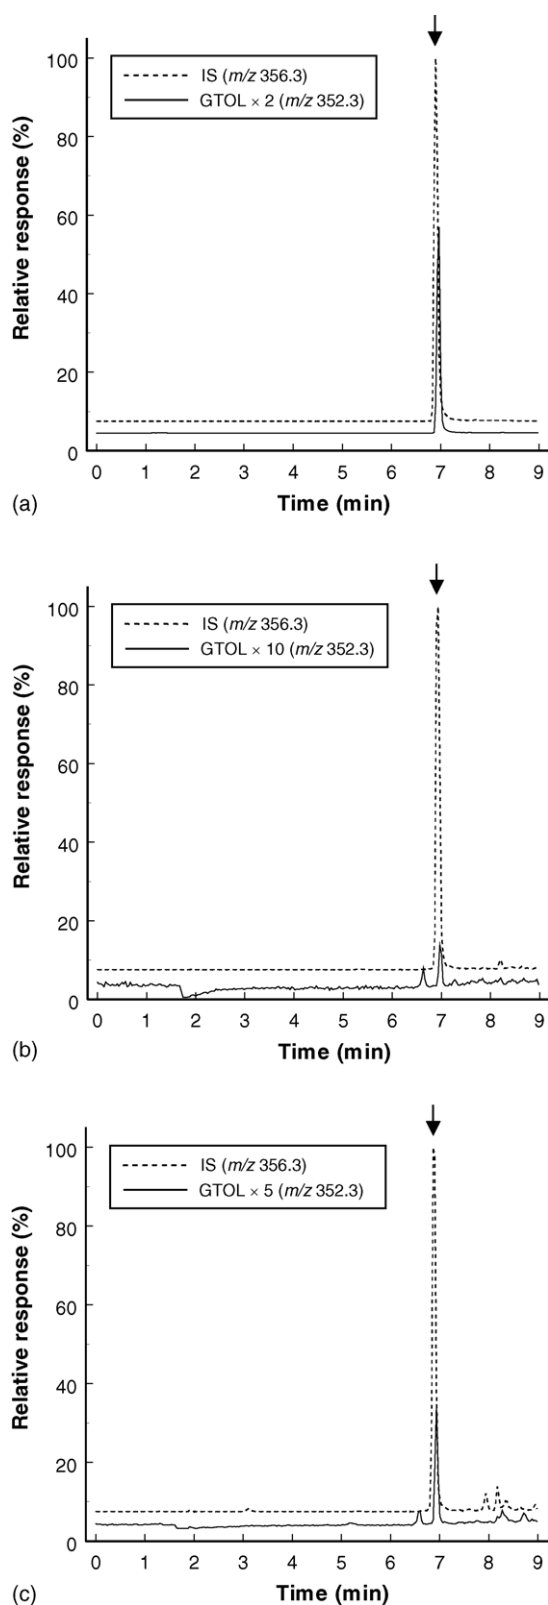 IS (m/z 356.3)
GTOL × 2 (m/z 352.3)
Relative response (%)
100
80
60
40
20
0
0 1 2 3 4 5 6 7 8 9
Time (min)
(a)
IS (m/z 356.3)
GTOL × 10 (m/z 352.3)
Relative response (%)
100
80
60
40
20
0
0 1 2 3 4 5 6 7 8 9
Time (min)
(b)
IS (m/z 356.3)
GTOL × 5 (m/z 352.3)
Relative response (%)
100
80
60
40
20
0
0 1 2 3 4 5 6 7 8 9
Time (min)
(c)